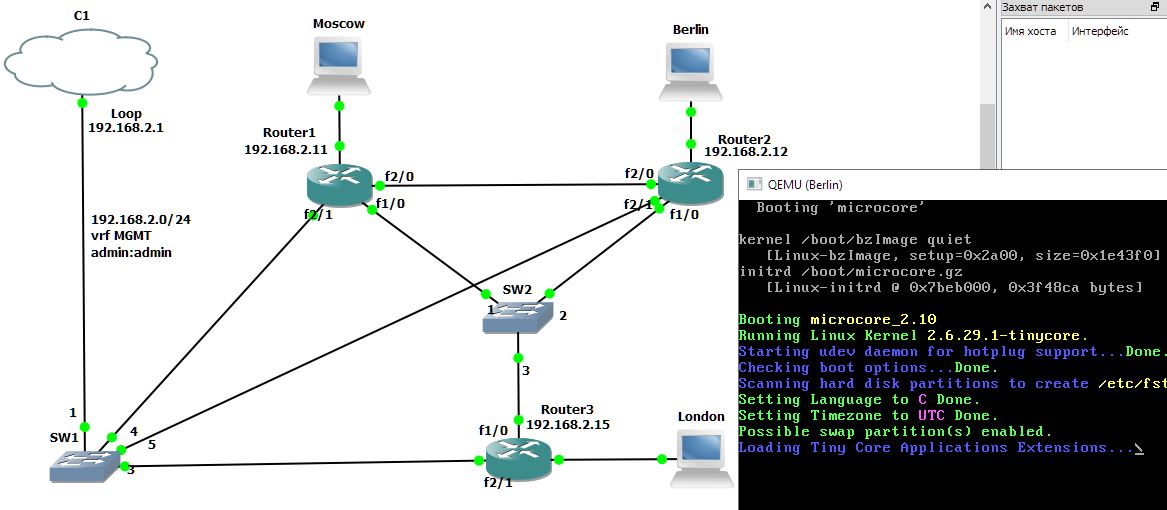 C1
Loop
192.168.2.1
Moscow
Berlin
Router1
192.168.2.11
Router2
192.168.2.12
f2/0
f1/0
f2/1
f2/0
f2/1
f1/0
192.168.2.0/24
vrf MGMT
admin:admin
SW2
1
2
3
1
SW1
4
5
3
Router3
192.168.2.15
f1/0
f2/1
London
Захват пакетов
Имя хоста Интерфейс
QEMU (Berlin)
Booting 'microcore'
kernel /boot/bzImage quiet
[Linux-bzImage, setup=0x2a00, size=0x1e43f0]
initrd /boot/microcore.gz
[Linux-initrd @ 0x7beb000, 0x3f48ca bytes]
Booting microcore_2.10
Running Linux Kernel 2.6.29.1-tinycore.
Starting udev daemon for hotplug support...Done.
Checking boot options...Done.
Scanning hard disk partitions to create /etc/fst
Setting Language to C Done.
Setting Timezone to UTC Done.
Possible swap partition(s) enabled.
Loading Tiny Core Applications Extensions...\